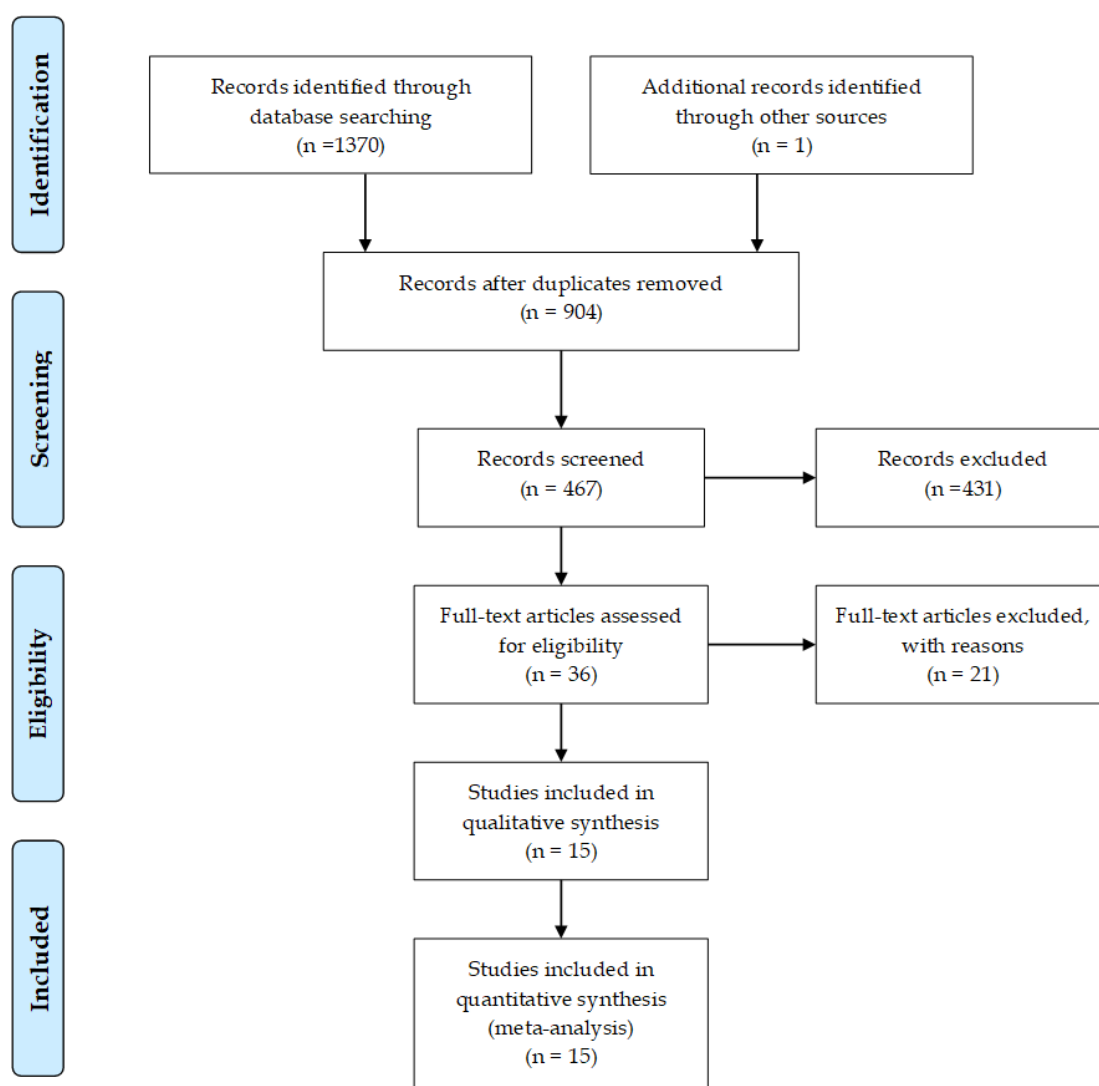 Identification
Records identified through
database searching
(n =1370)
Additional records identified
through other sources
(n = 1)
Records after duplicates removed
(n = 904)
Screening
Records screened
(n = 467)
Records excluded
(n =431)
Eligibility
Full-text articles assessed
for eligibility
(n = 36)
Full-text articles excluded,
with reasons
(n = 21)
Studies included in
qualitative synthesis
(n = 15)
Included
Studies included in
quantitative synthesis
(meta-analysis)
(n = 15)